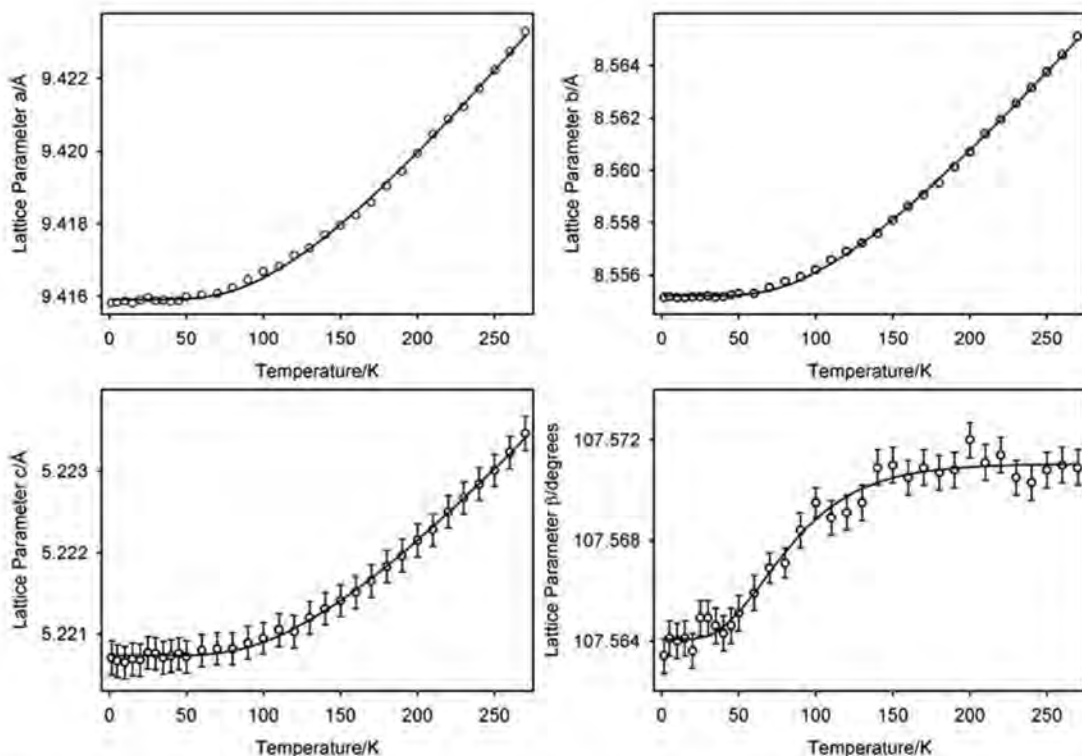 Lattice Parameter a/Å
9.422
9.420
9.418
9.416
0 50 100 150 200 250
Temperature/K
Lattice Parameter b/Å
8.564
8.562
8.560
8.558
8.556
0 50 100 150 200 250
Temperature/K
Lattice Parameter c/Å
5.223
5.222
5.221
0 50 100 150 200 250
Temperature/K
Lattice Parameter β/degrees
107.572
107.568
107.564
0 50 100 150 200 250
Temperature/K